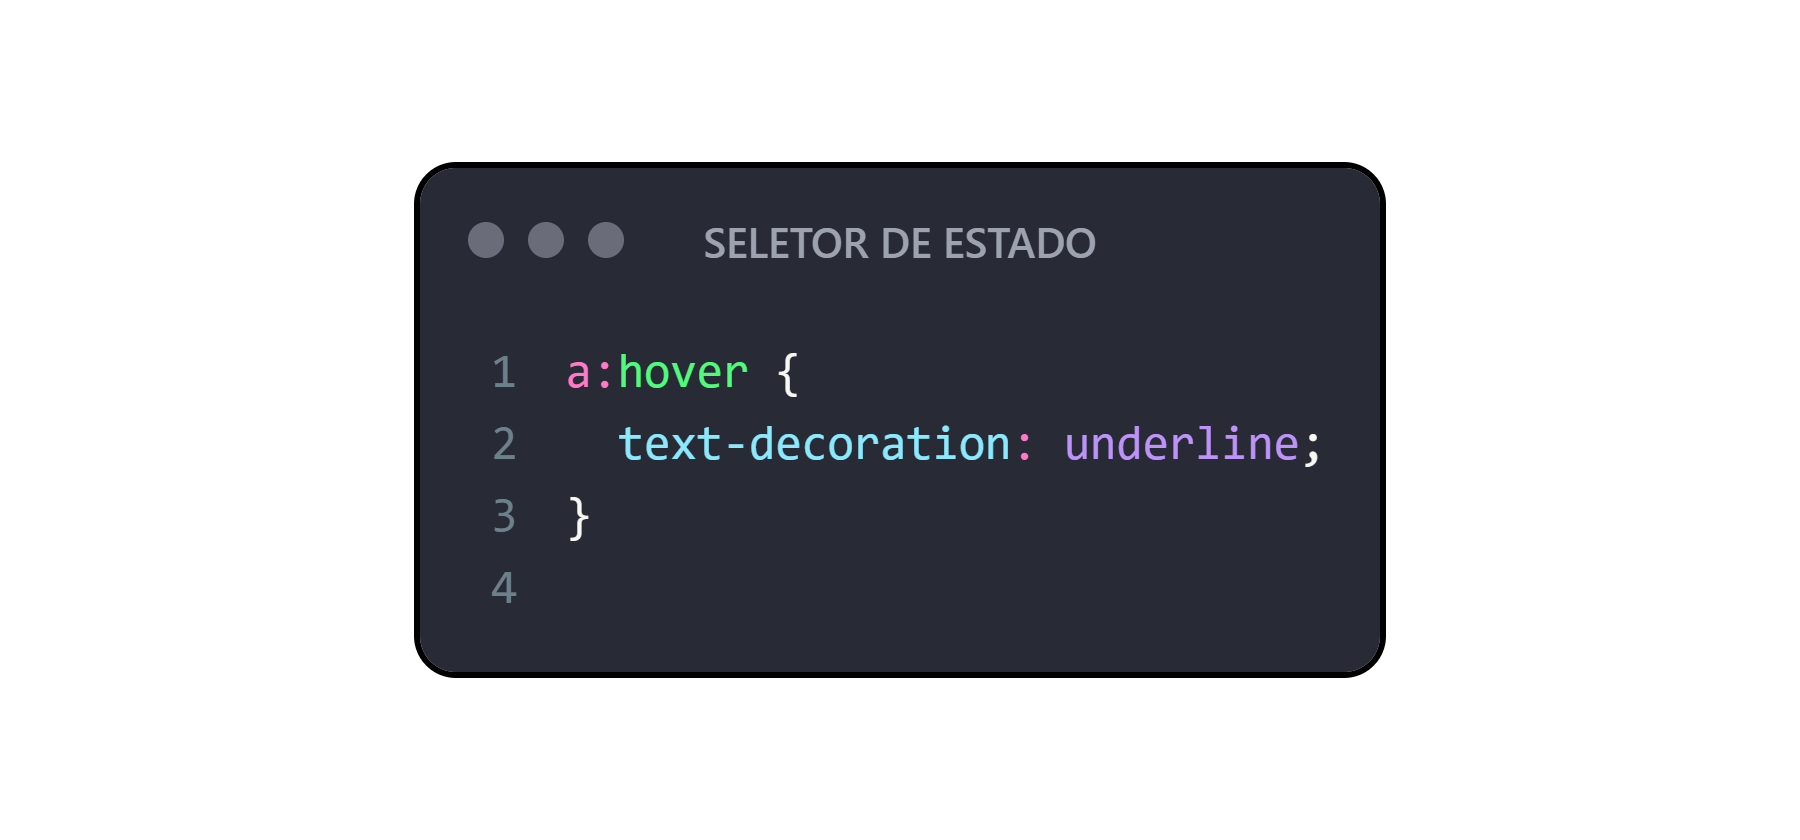 SELETOR DE ESTADO
1 a:hover {
2   text-decoration: underline;
3 }
4